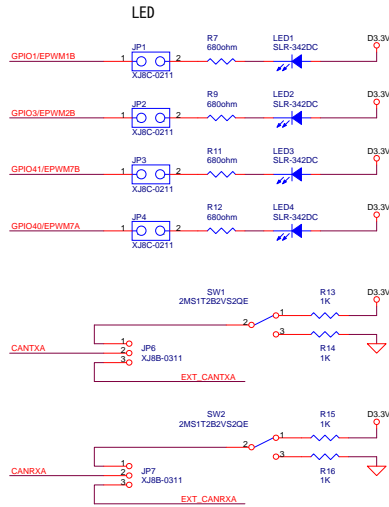 LED
JP1
R7
LED1
680ohm
SLR-342DC
D3.3V
GPIO1/EPWM1B
1
2
XJ8C-0211
JP2
R9
LED2
680ohm
SLR-342DC
D3.3V
GPIO3/EPWM2B
1
2
XJ8C-0211
JP3
R11
LED3
680ohm
SLR-342DC
D3.3V
GPIO41/EPWM7B
1
2
XJ8C-0211
JP4
R12
LED4
680ohm
SLR-342DC
D3.3V
GPIO40/EPWM7A
1
2
XJ8C-0211
SW1
2MS1T2B2VS2QE
R13
1K
D3.3V
1
2
3
R14
1K
CANTXA
1
2
3
JP6
XJ8B-0311
EXT_CANTXA
SW2
2MS1T2B2VS2QE
R15
1K
D3.3V
1
2
3
R16
1K
CANRXA
1
2
3
JP7
XJ8B-0311
EXT_CANRXA